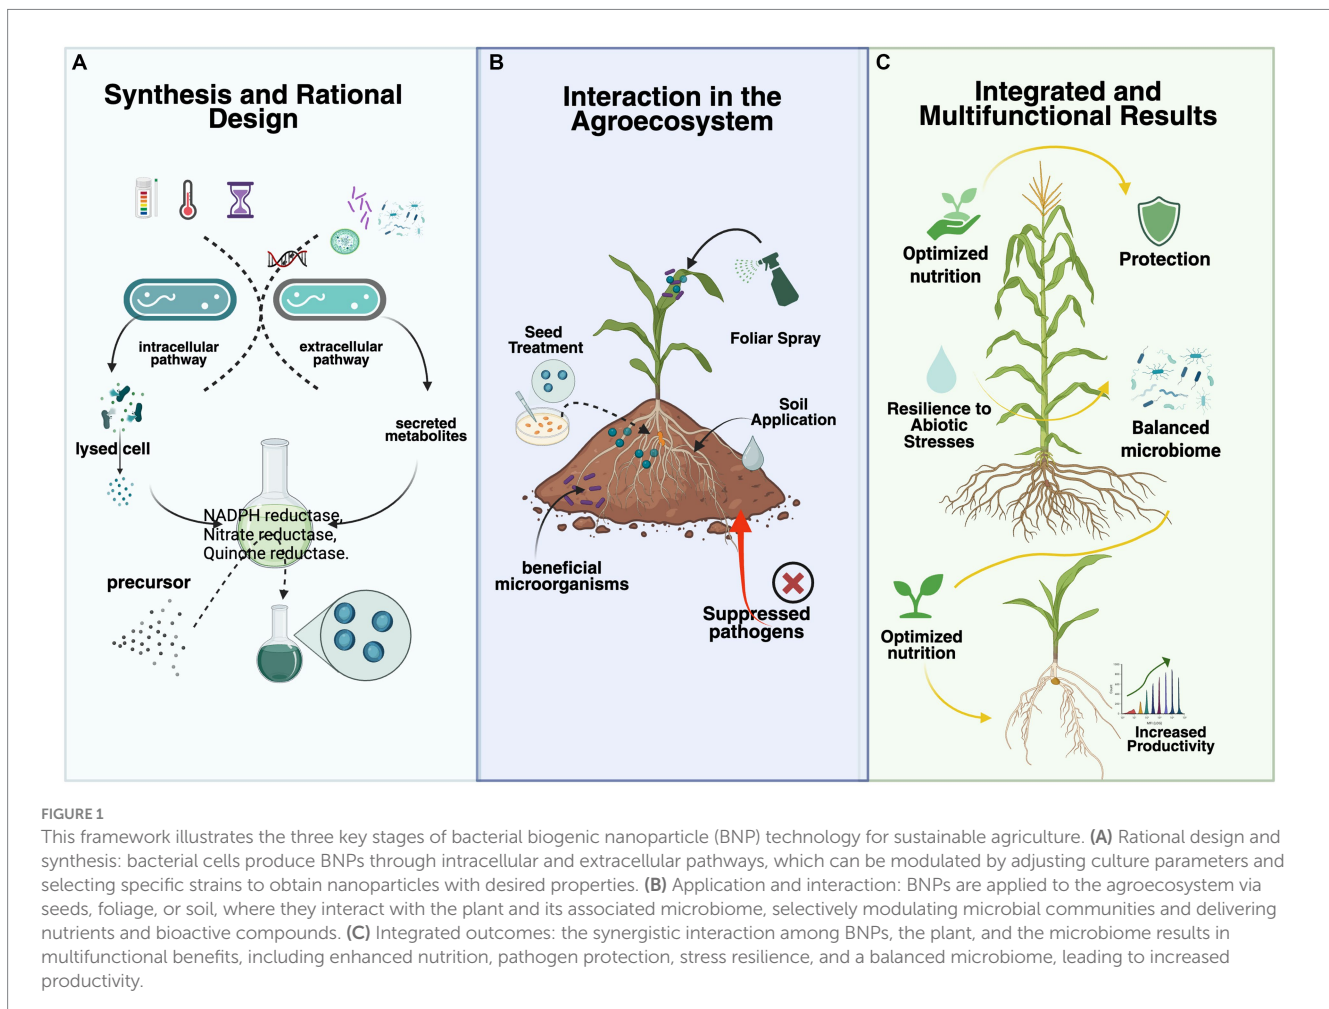 A
Synthesis and Rational
Design
intracellular
pathway
extracellular
pathway
lysed cell
secreted
metabolites
NADPH reductase,
Nitrate reductase,
Quinone reductase.
precursor
B
Interaction in the
Agroecosystem
Seed
Treatment
Foliar Spray
Soil
Application
beneficial
microorganisms
Suppressed
pathogens
C
Integrated and
Multifunctional Results
Optimized
nutrition
Protection
Resilience to
Abiotic
Stresses
Balanced
microbiome
Optimized
nutrition
Increased
Productivity
FIGURE 1
This framework illustrates the three key stages of bacterial biogenic nanoparticle (BNP) technology for sustainable agriculture. (A) Rational design and
synthesis: bacterial cells produce BNPs through intracellular and extracellular pathways, which can be modulated by adjusting culture parameters and
selecting specific strains to obtain nanoparticles with desired properties. (B) Application and interaction: BNPs are applied to the agroecosystem via
seeds, foliage, or soil, where they interact with the plant and its associated microbiome, selectively modulating microbial communities and delivering
nutrients and bioactive compounds. (C) Integrated outcomes: the synergistic interaction among BNPs, the plant, and the microbiome results in
multifunctional benefits, including enhanced nutrition, pathogen protection, stress resilience, and a balanced microbiome, leading to increased
productivity.